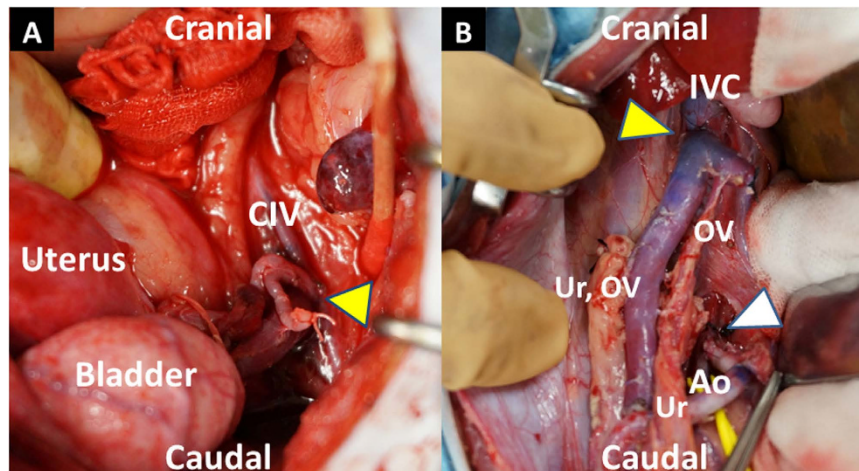 A
Cranial
CIV
Uterus
Bladder
Caudal
B
Cranial
IVC
OV
Ur, OV
Ao
Ur
Caudal